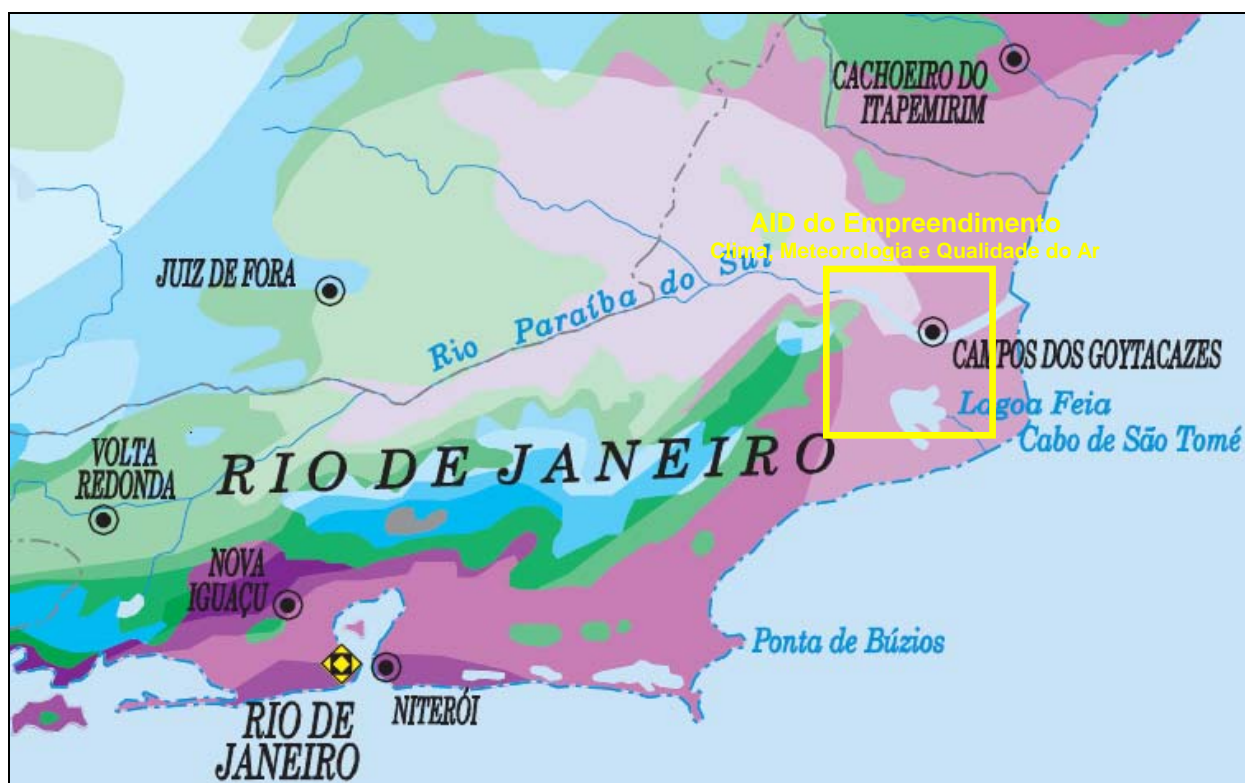 CACHOEIRO DO
ITAPEMIRIM
AID do Empreendimento
Clima, Meteorologia e Qualidade do Ar
JUIZ DE FORA
Rio Paraíba do Sul
CAMPOS DOS GOYTACAZES
Lagoa Feia
Cabo de São Tomé
VOLTA
REDONDA
RIO DE JANEIRO
NOVA
IGUAÇU
Ponta de Búzios
NITERÓI
RIO DE
JANEIRO